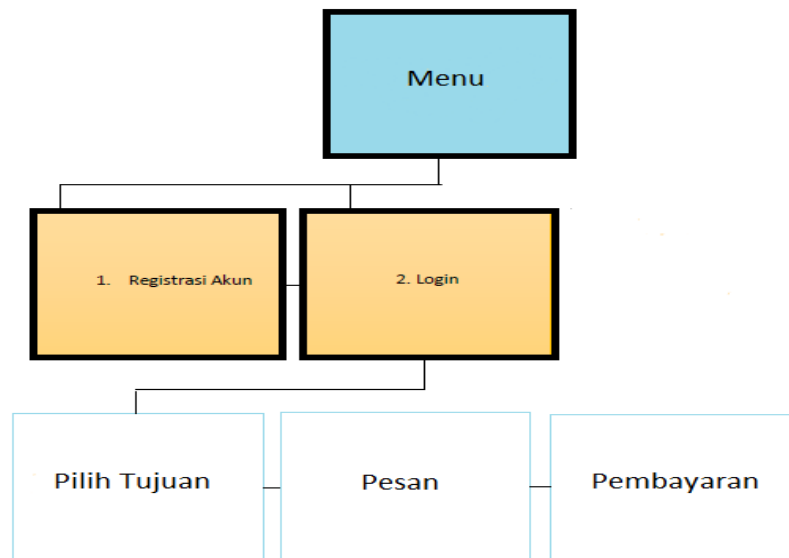 Menu
1. Registrasi Akun
2. Login
Pilih Tujuan
Pesan
Pembayaran